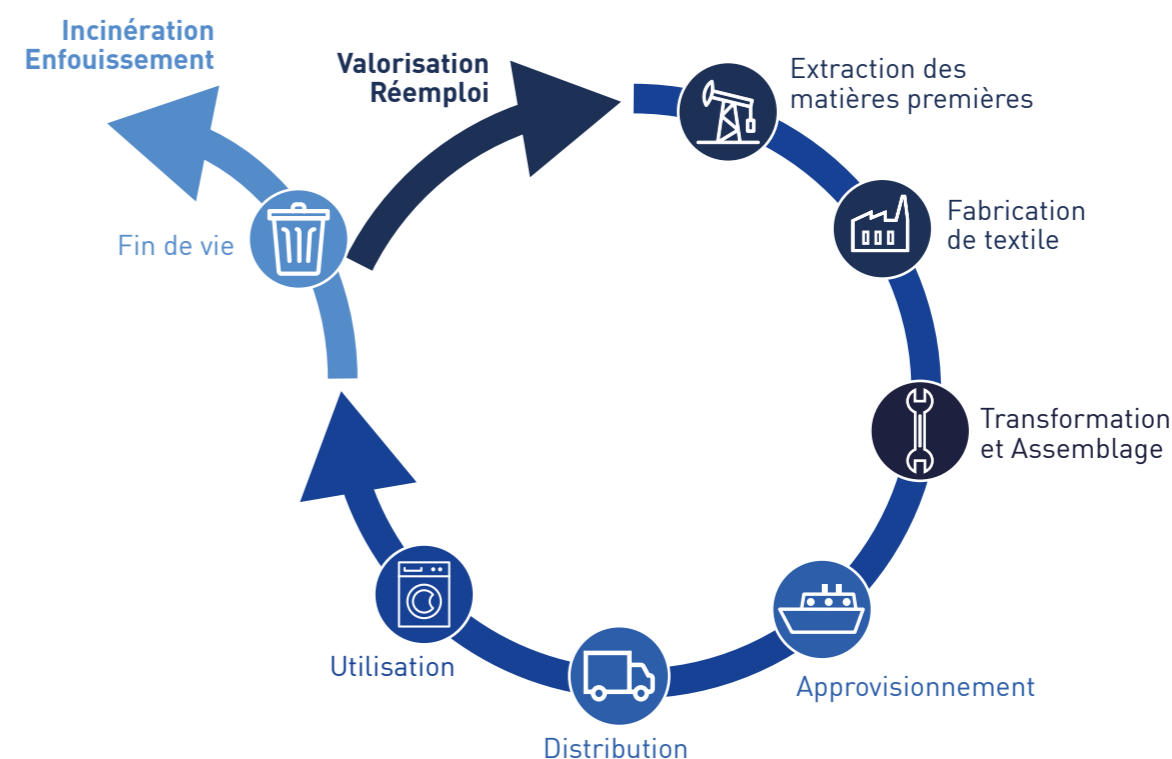 Incinération
Enfouissement
Valorisation
Réemploi
Extraction des
matières premières
Fabrication
de textile
Transformation
et Assemblage
Approvisionnement
Distribution
Utilisation
Fin de vie